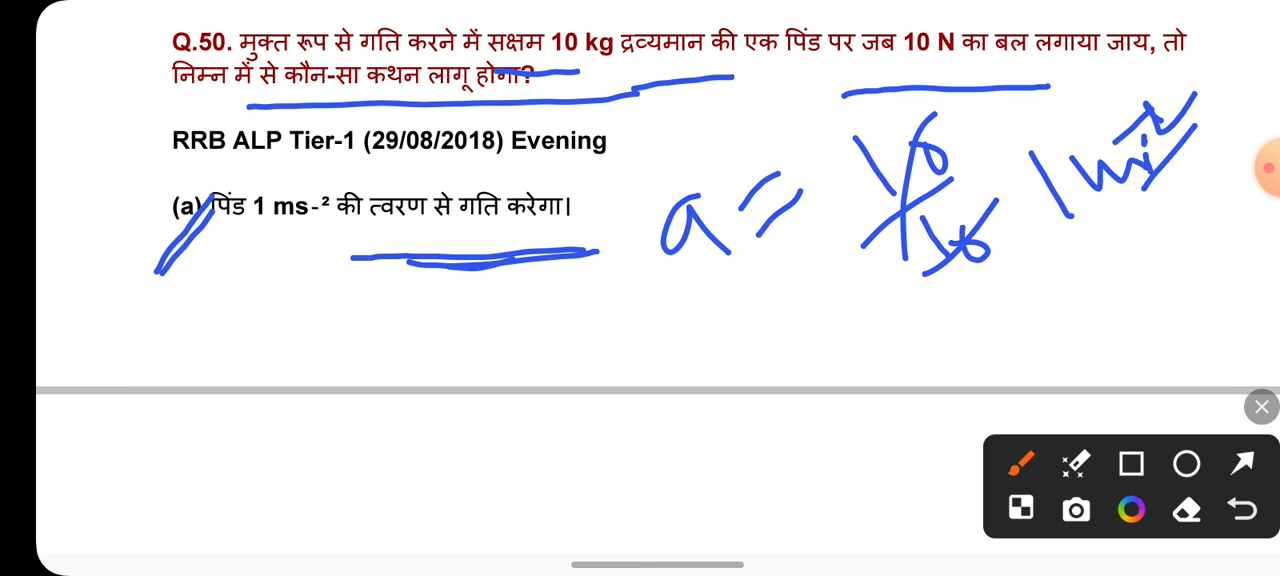 Q.50. मुक्त रूप से गति करने में सक्षम 10 kg द्रव्यमान की एक पिंड पर जब 10 N का बल लगाया जाय, तो
निम्न में से कौन-सा कथन लागू होगा?
RRB ALP Tier-1 (29/08/2018) Evening
(a) पिंड 1 ms-² की त्वरण से गति करेगा।
a = 10/10 1